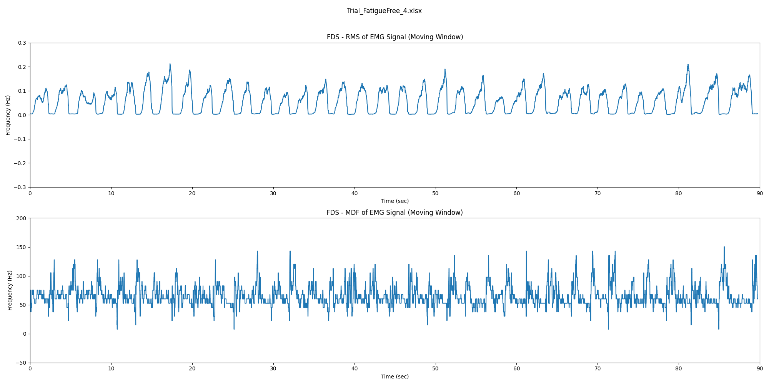 Trial_FatigueFree_4.xlsx
FDS - RMS of EMG Signal (Moving Window)
Frequency (Hz)
0.3
0.2
0.1
0.0
−0.1
−0.2
−0.3
0 10 20 30 40 50 60 70 80 90
Time (sec)
FDS - MDF of EMG Signal (Moving Window)
Frequency (Hz)
200
150
100
50
0
−50
0 10 20 30 40 50 60 70 80 90
Time (sec)